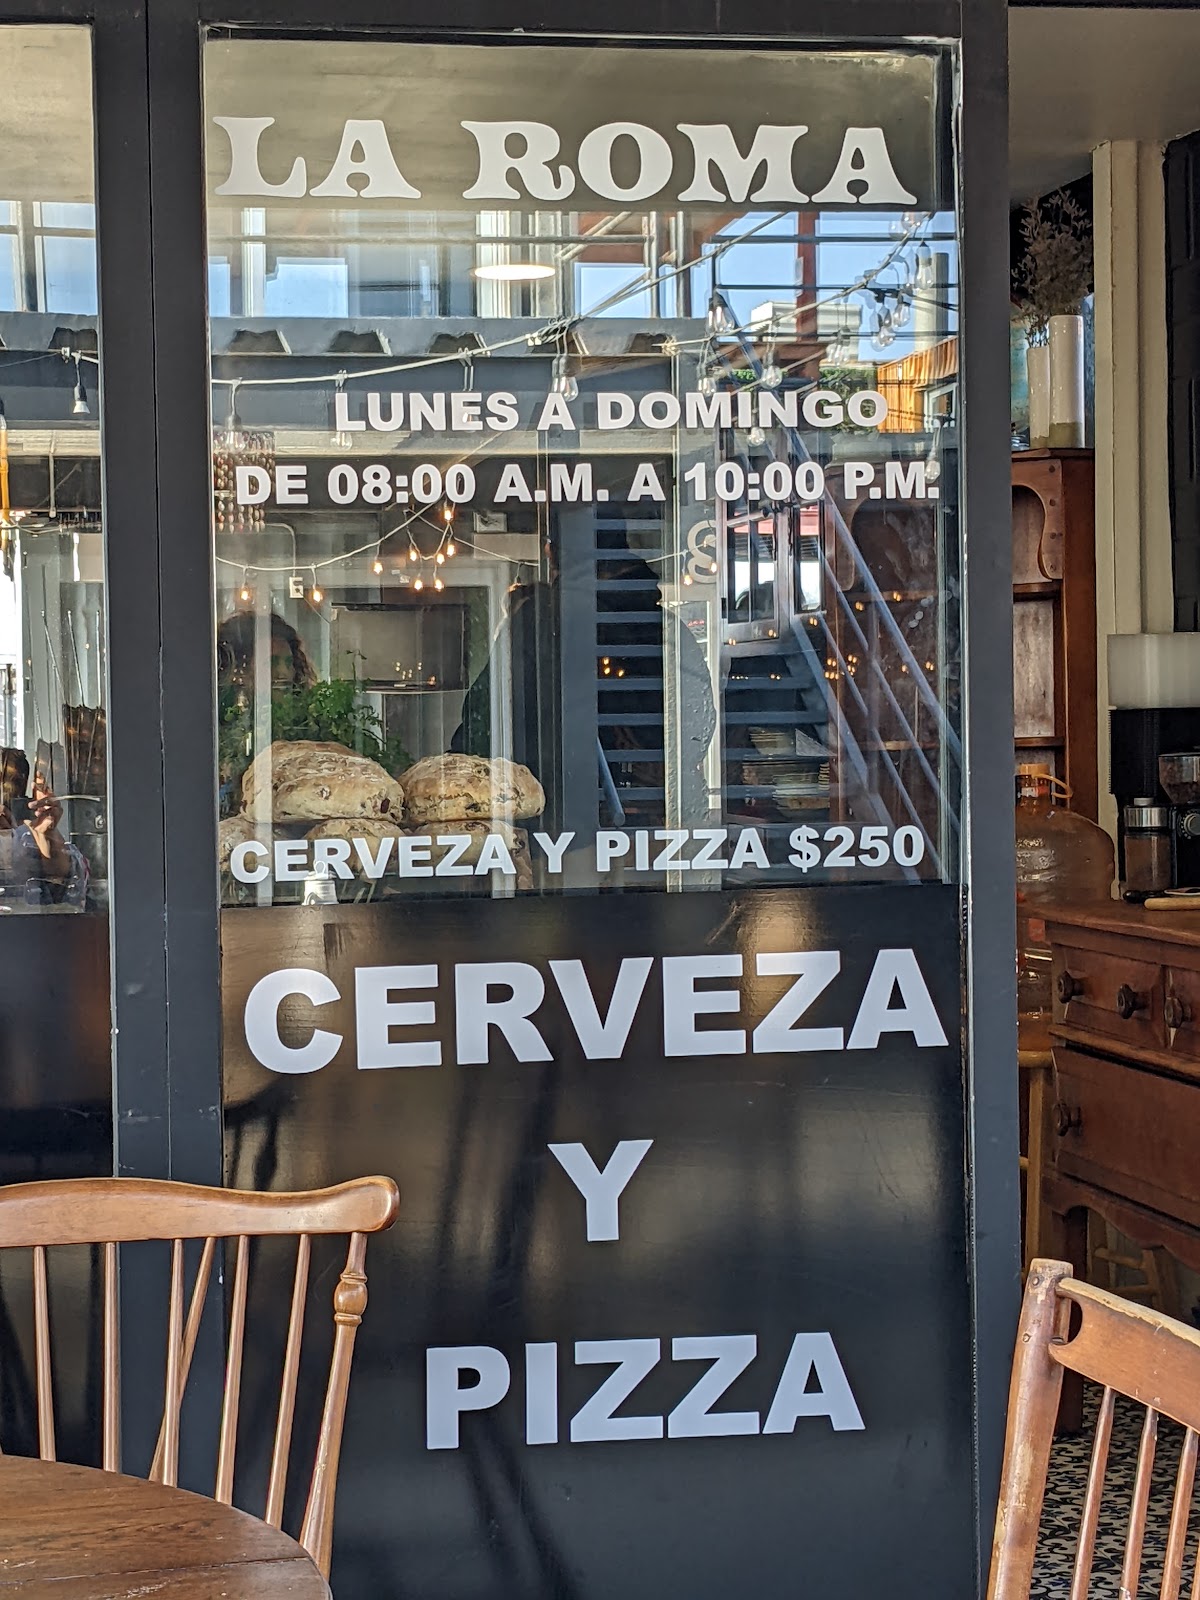 LA ROMA
LUNES A DOMINGO
DE 08:00 A.M. A 10:00 P.M.
CERVEZA Y PIZZA $250
CERVEZA
Y
PIZZA